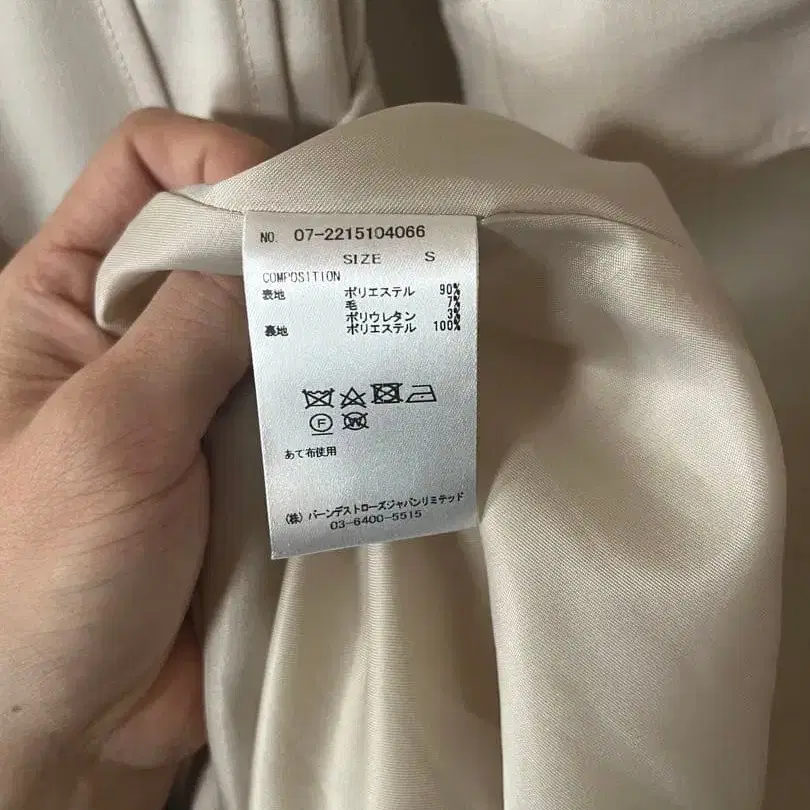 NO. 07-2215104066
SIZE S
COMPOSITION
表地 ポリエステル 90%
毛 7%
ポリウレタン 3%
裏地 ポリエステル 100%
F W
あて布使用
(株) バーンデストローズジャパンリミテッド
03-6400-5515